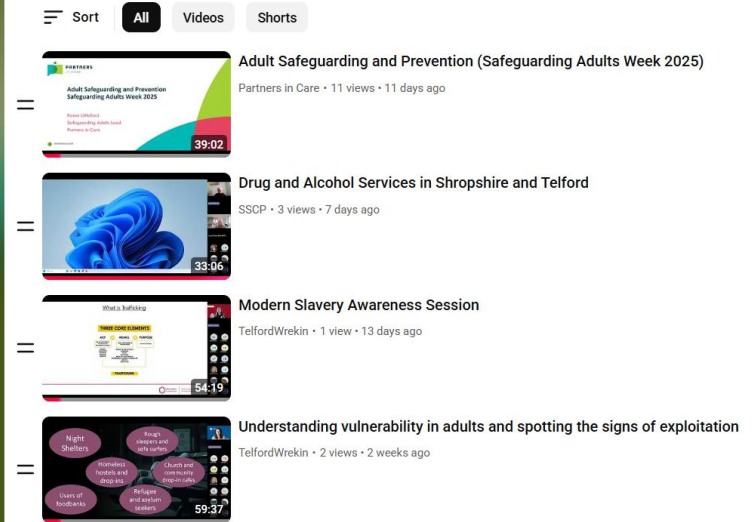 Sort
All
Videos
Shorts
PARTNERS
Adult Safeguarding and Prevention
Safeguarding Adults Week 2025
Safeguarding Adults Lead
Partners in Care
39:02
Adult Safeguarding and Prevention (Safeguarding Adults Week 2025)
Partners in Care • 11 views • 11 days ago
33:06
Drug and Alcohol Services in Shropshire and Telford
SSCP • 3 views • 7 days ago
What is Trafficking
THREE CORE ELEMENTS
ACT
MEANS
PURPOSE
TRAFFICKING
54:19
Modern Slavery Awareness Session
TelfordWrekin • 1 view • 13 days ago
Night
Shelters
Rough
sleepers and
sofa surfers
Homeless
hostels and
drop-ins
Church and
community
drop-in cafes
Users of
foodbanks
Refugee
and asylum
seekers
59:37
Understanding vulnerability in adults and spotting the signs of exploitation
TelfordWrekin • 2 views • 2 weeks ago